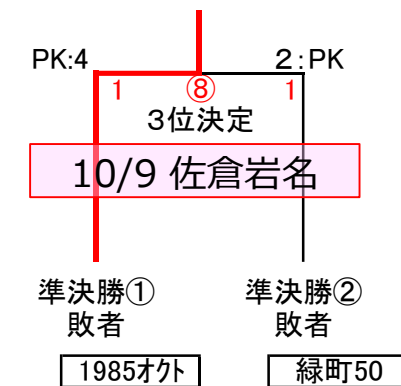 PK:4 2:PK
1 ⑧ 1
3位決定
10/9 佐倉岩名
準決勝① 準決勝②
敗者 敗者
1985ｵｸﾄ 緑町50